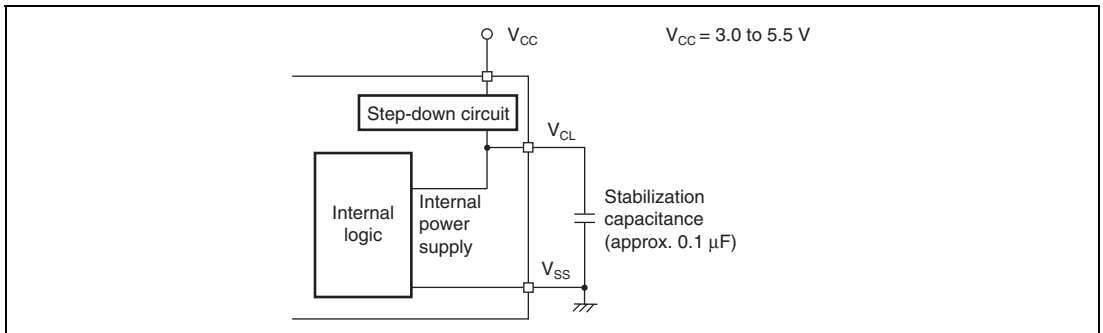 V_CC
V_CC = 3.0 to 5.5 V
Step-down circuit
V_CL
Internal
logic
Internal
power
supply
Stabilization
capacitance
(approx. 0.1 μF)
V_SS